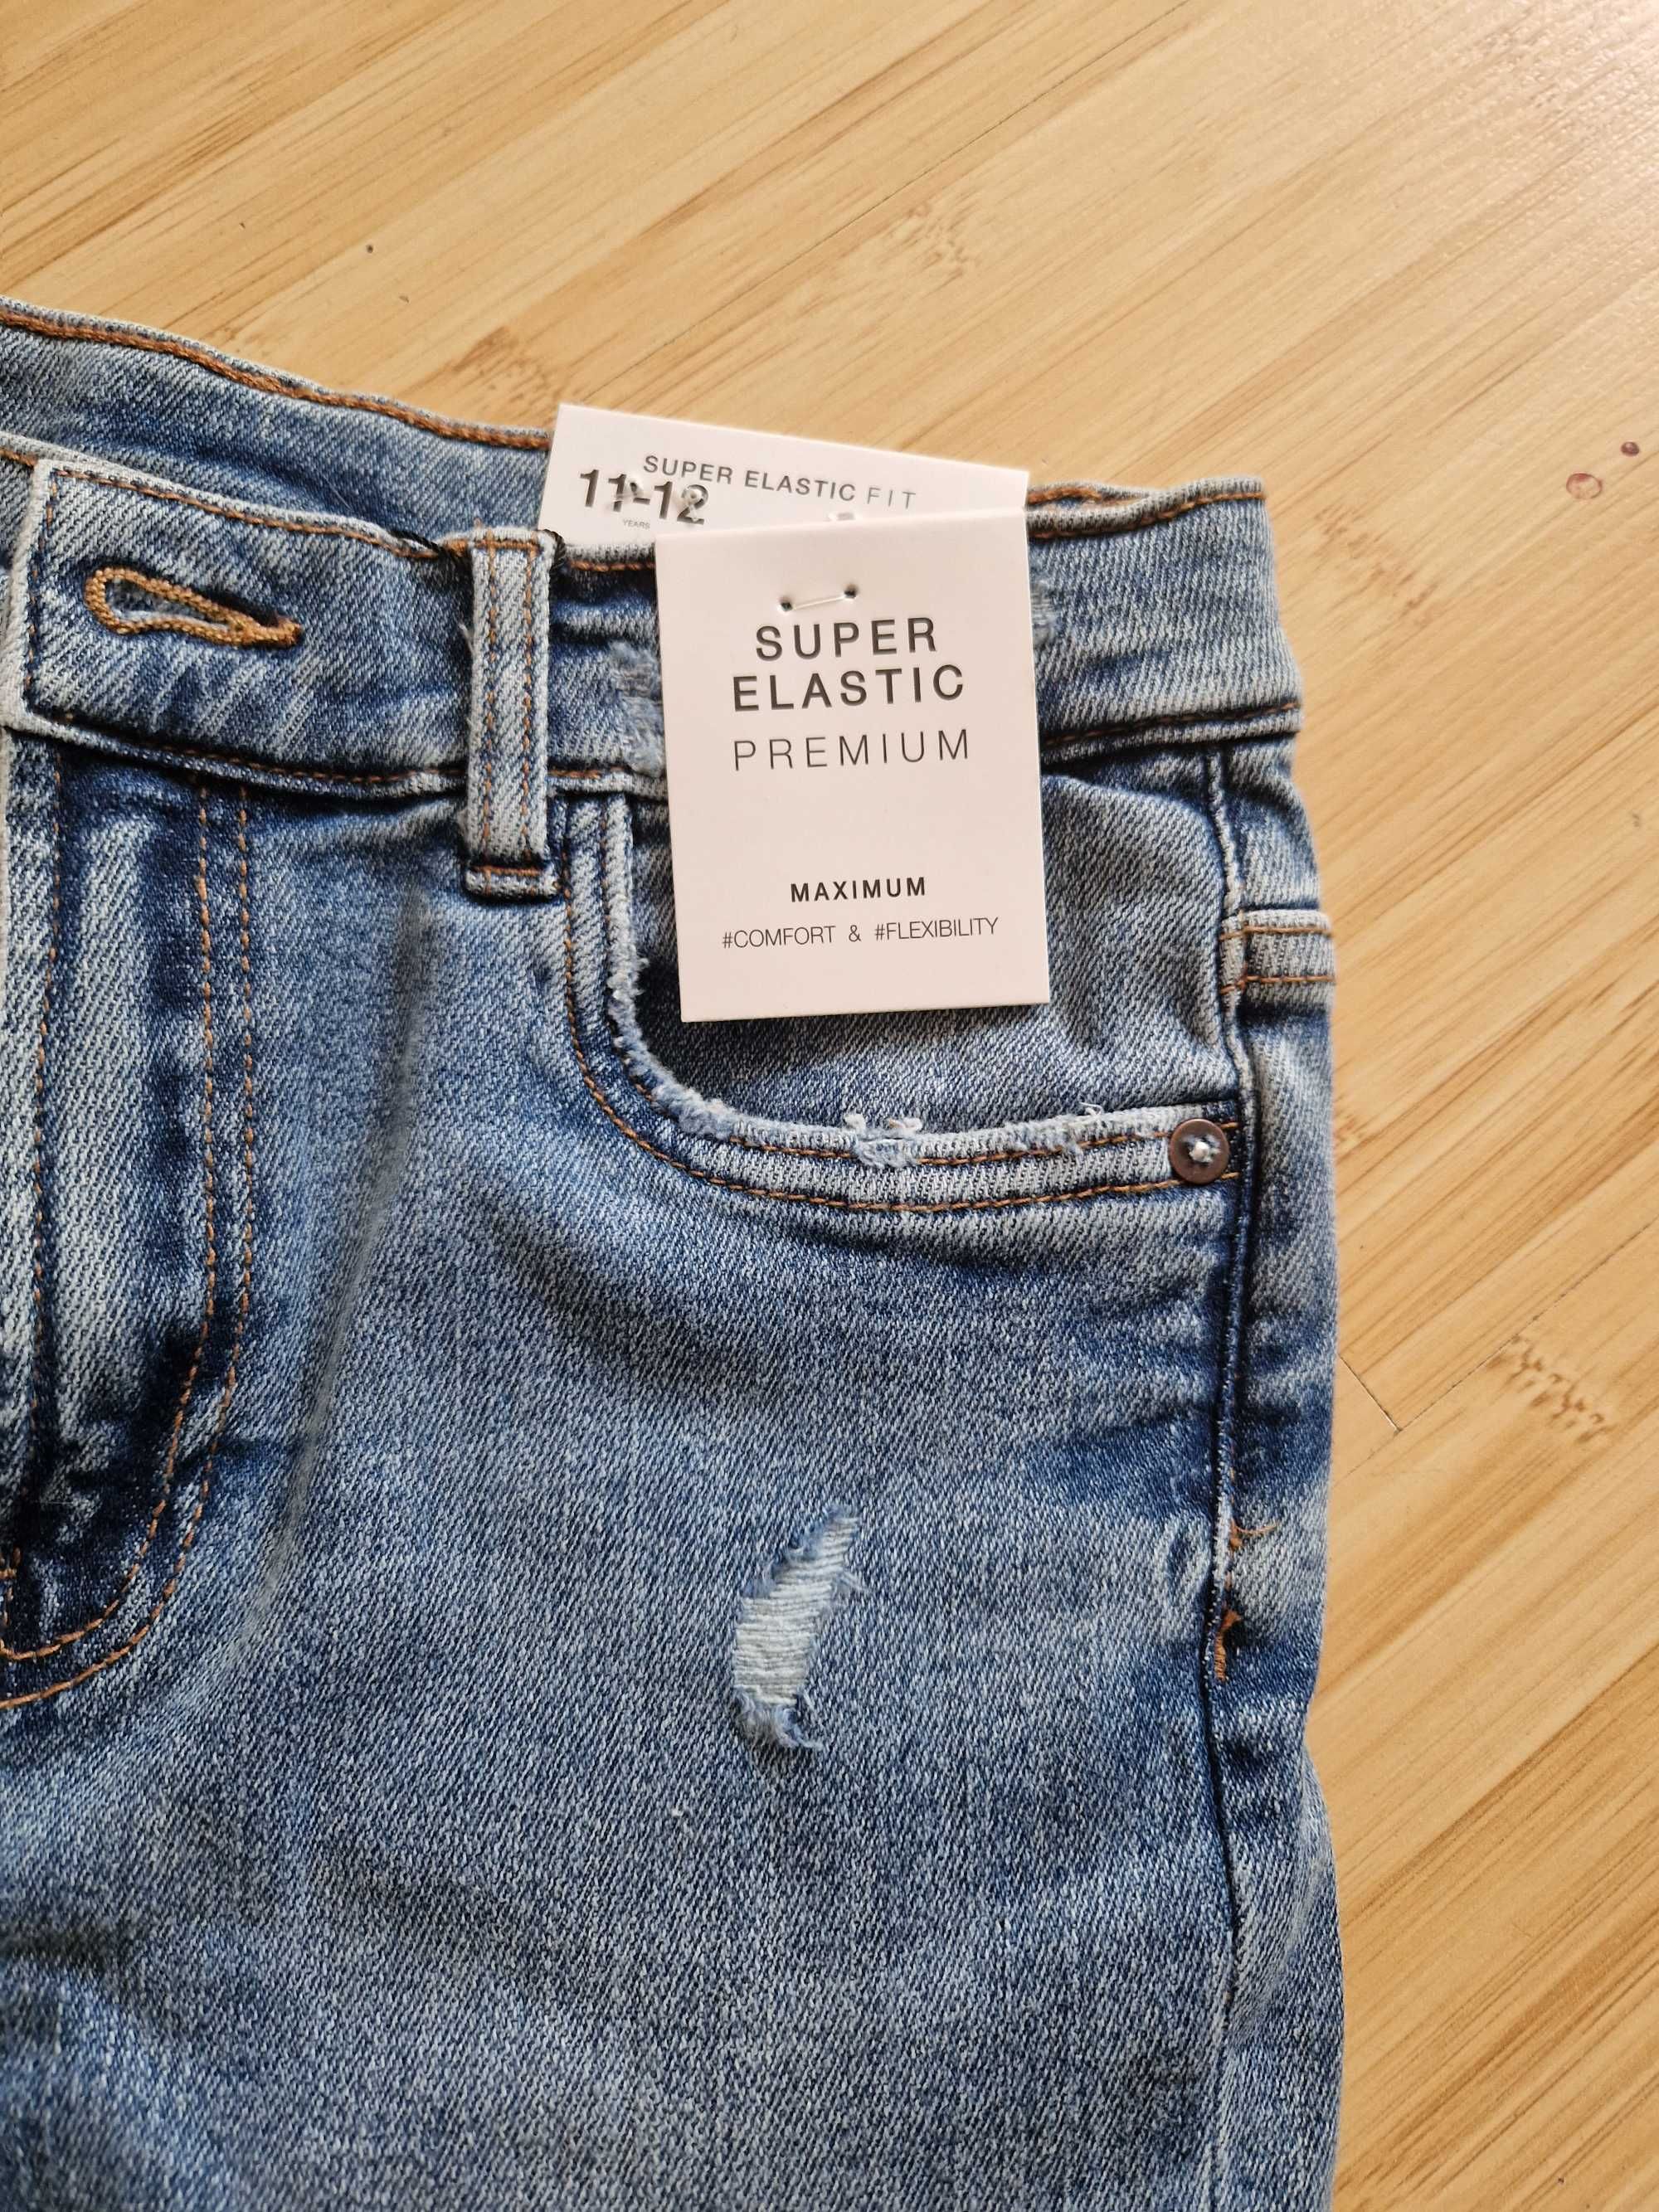 SUPER ELASTIC FIT
11-12
YEARS
SUPER
ELASTIC
PREMIUM
MAXIMUM
#COMFORT & #FLEXIBILITY